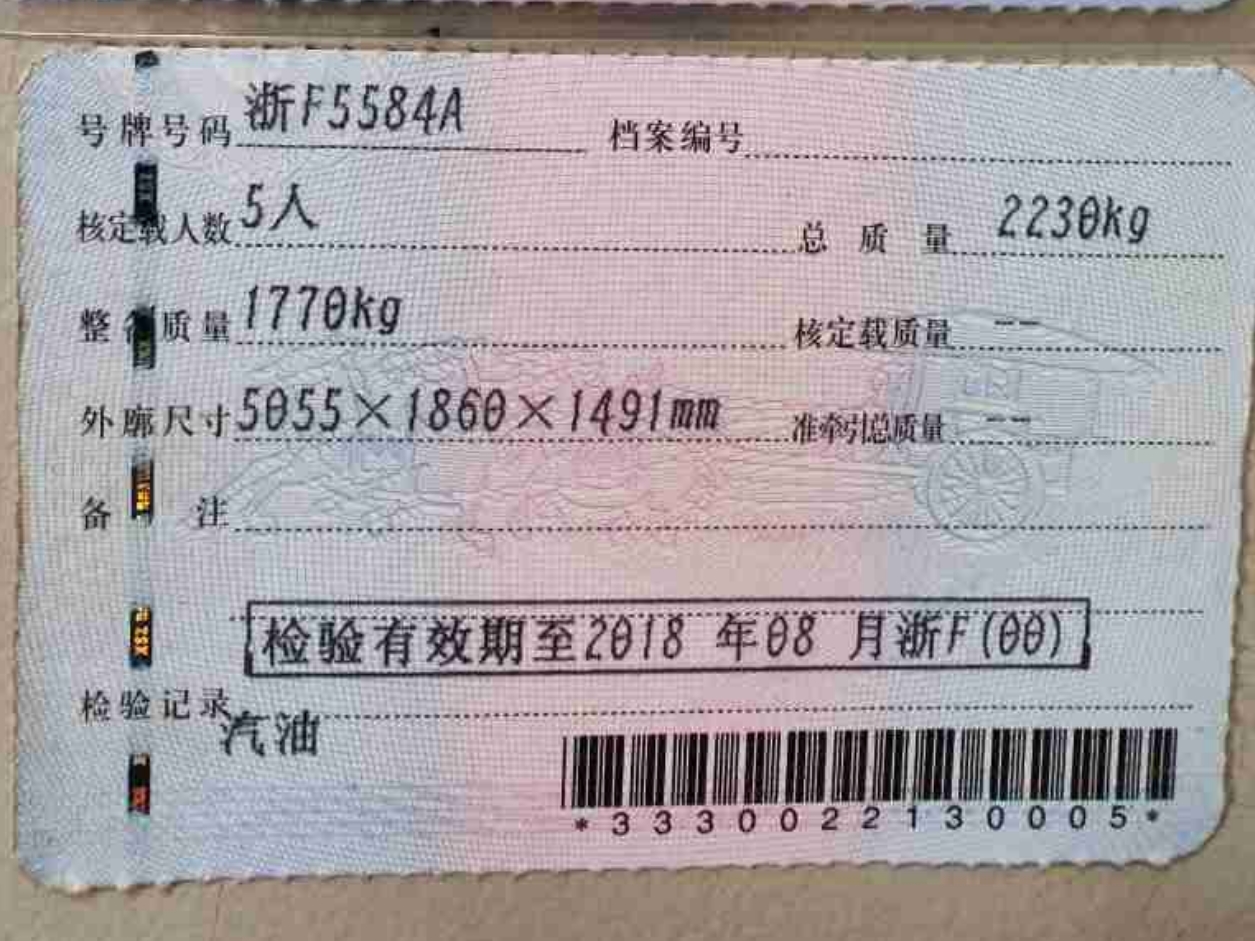 号牌号码 浙F5584A 档案编号
核定载人数 5人 总质量 2230kg
整备质量 1770kg 核定载质量 --
外廓尺寸 5055×1860×1491mm 准牵引总质量 --
备注
检验有效期至2018 年08 月浙F(00)
检验记录
汽油
*3330022130005*